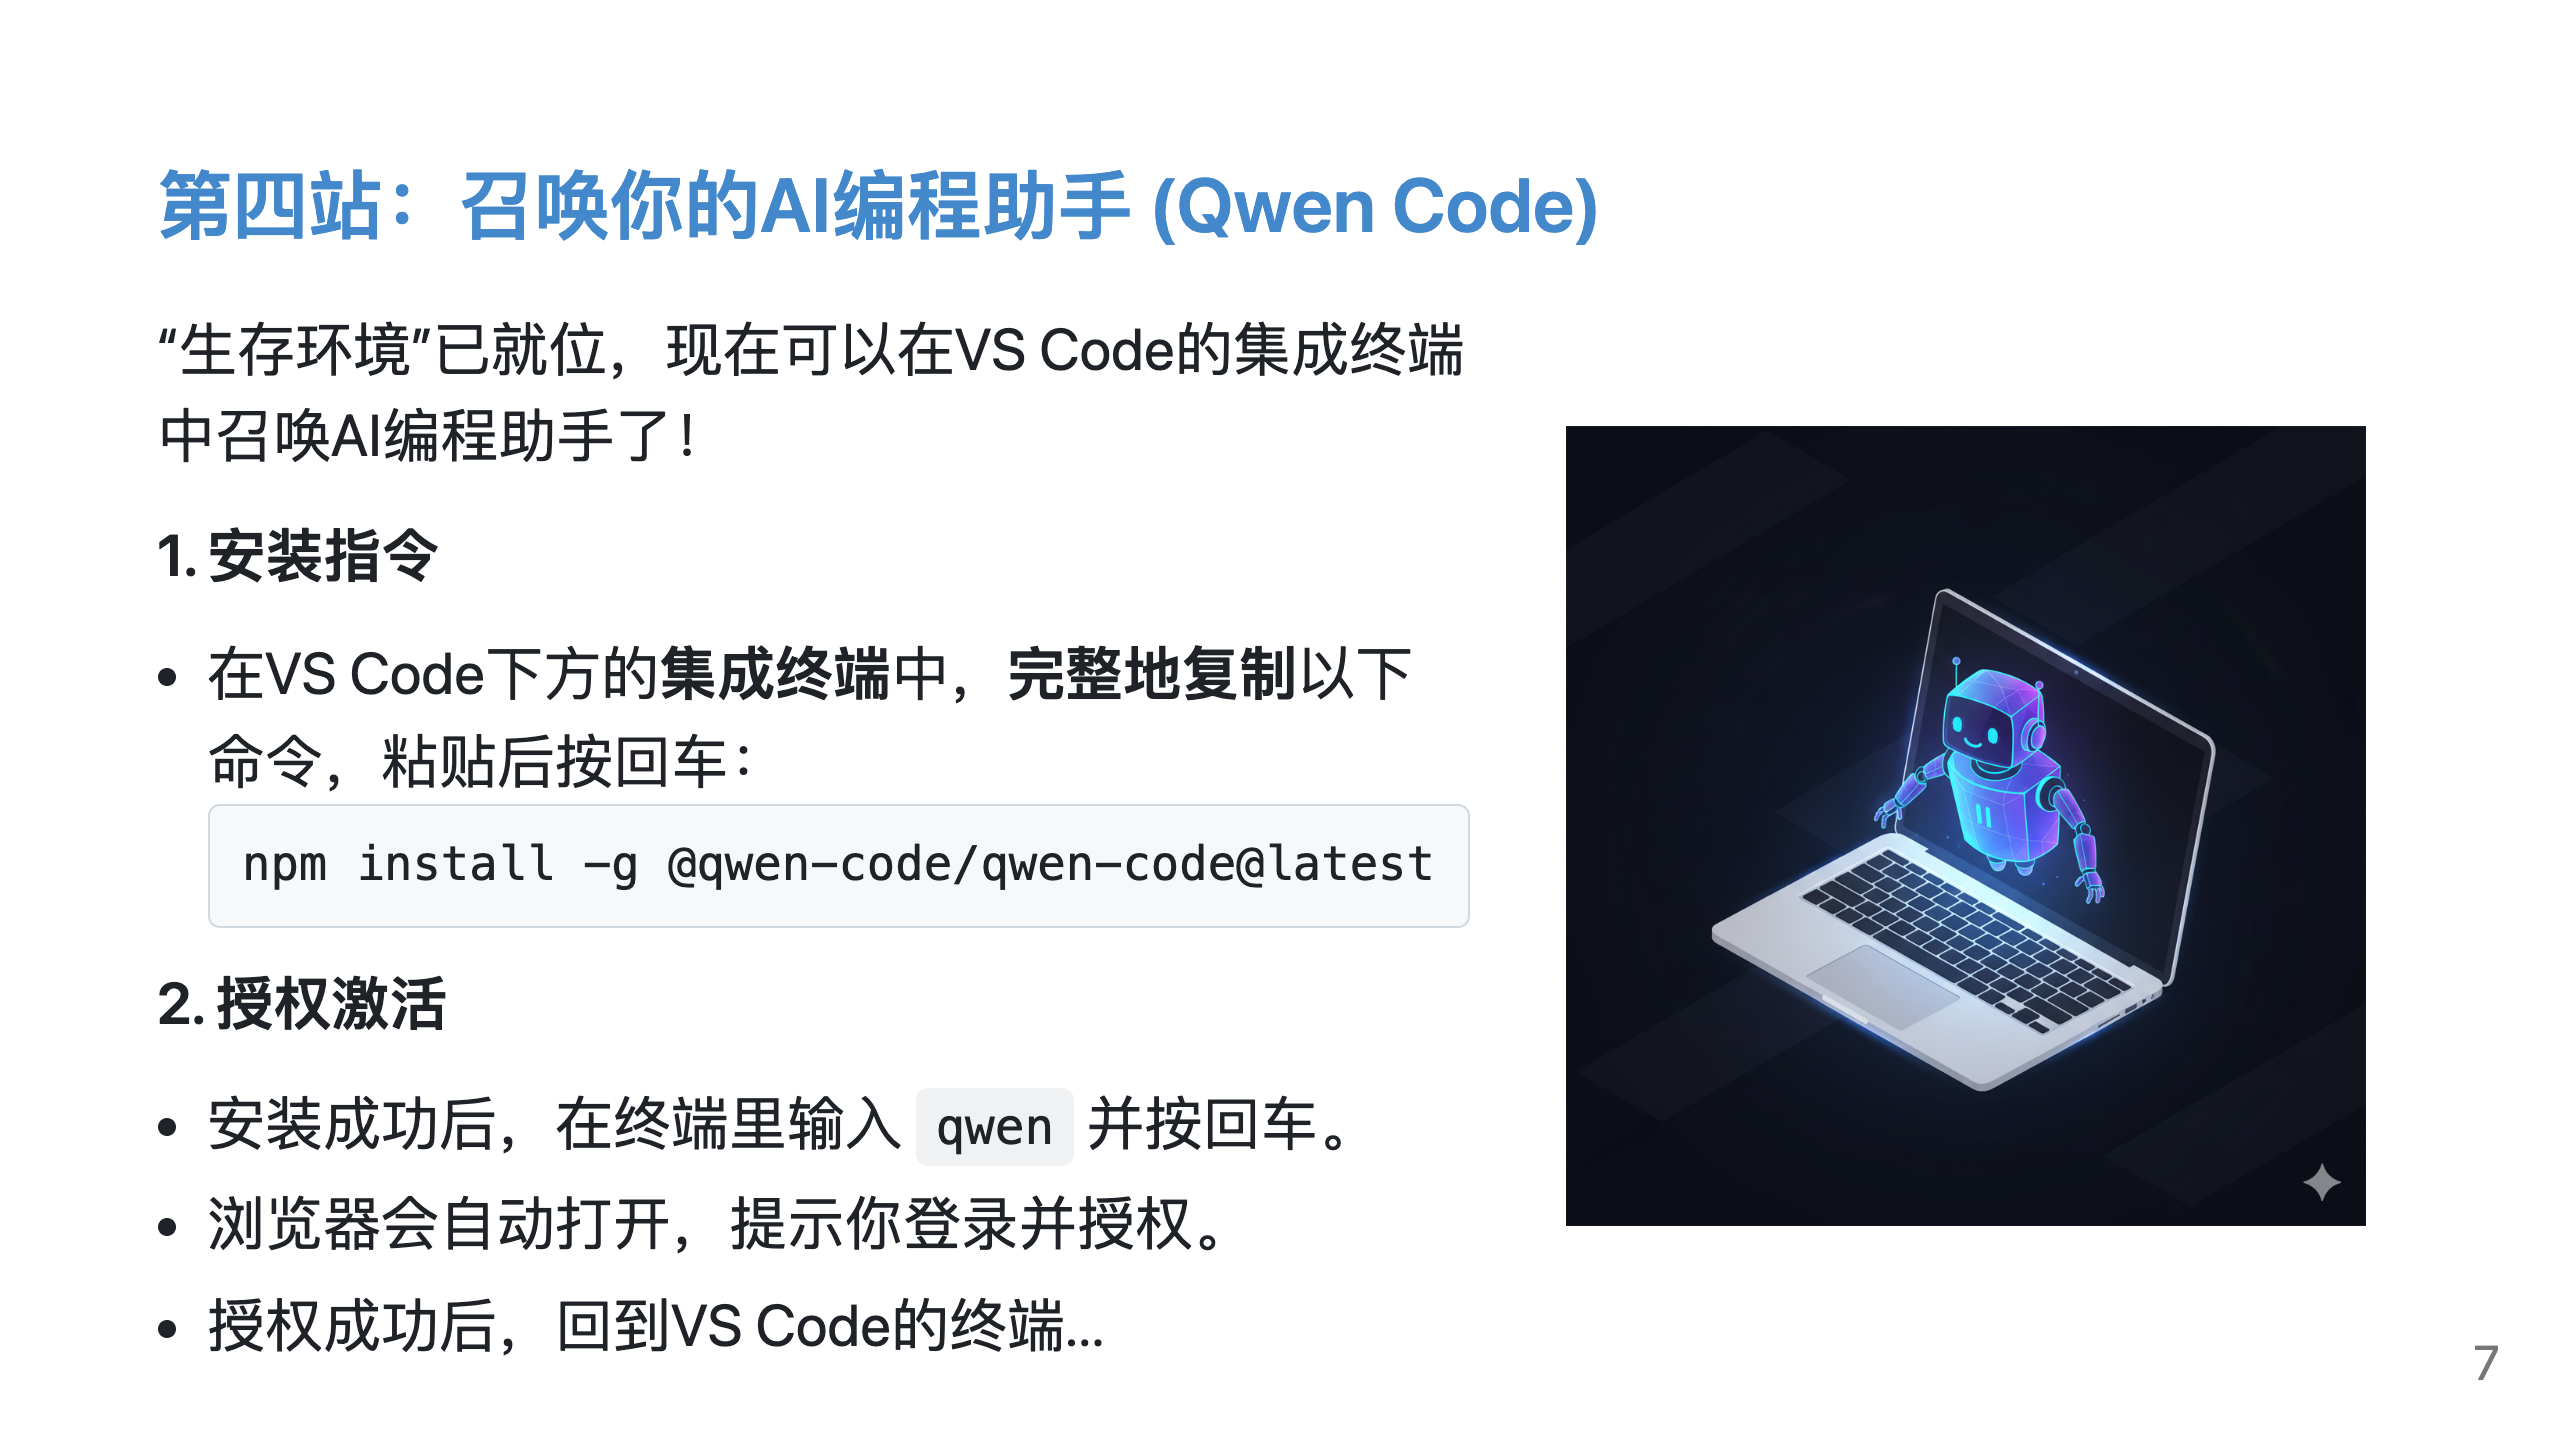 第四站：召唤你的AI编程助手 (Qwen Code)
“生存环境”已就位，现在可以在VS Code的集成终端
中召唤AI编程助手了！
1. 安装指令
• 在VS Code下方的集成终端中，完整地复制以下
命令，粘贴后按回车：
npm install -g @qwen-code/qwen-code@latest
2. 授权激活
• 安装成功后，在终端里输入 qwen 并按回车。
• 浏览器会自动打开，提示你登录并授权。
• 授权成功后，回到VS Code的终端...
7